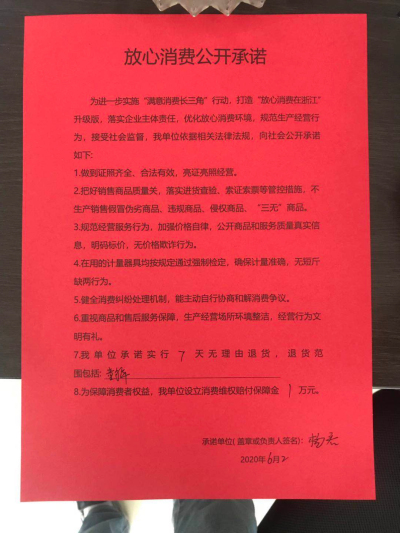 放心消费公开承诺
为进一步实施“满意消费长三角”行动，打造“放心消费在浙江”
升级版，落实企业主体责任，优化放心消费环境，规范生产经营行
为，接受社会监督，我单位依据相关法律法规，向社会公开承诺
如下:
1.做到证照齐全、合法有效，亮证亮照经营。
2.把好销售商品质量关，落实进货查验、索证索票等管控措施，不
生产销售假冒伪劣商品、违规商品、侵权商品、“三无”商品。
3.规范经营服务行为，加强价格自律，公开商品和服务质量真实信
息，明码标价，无价格欺诈行为。
4.在用的计量器具均按规定通过强制检定，确保计量准确，无短斤
缺两行为。
5.健全消费纠纷处理机制，能主动自行协商和解消费争议。
6.重视商品和售后服务保障，生产经营场所环境整洁，经营行为文
明有礼。
7.我单位承诺实行 7 天无理由退货，退货范
围包括:
8.为保障消费者权益，我单位设立消费维权赔付保障金 1 万元。
承诺单位(盖章或负责人签名):
2020年6月2